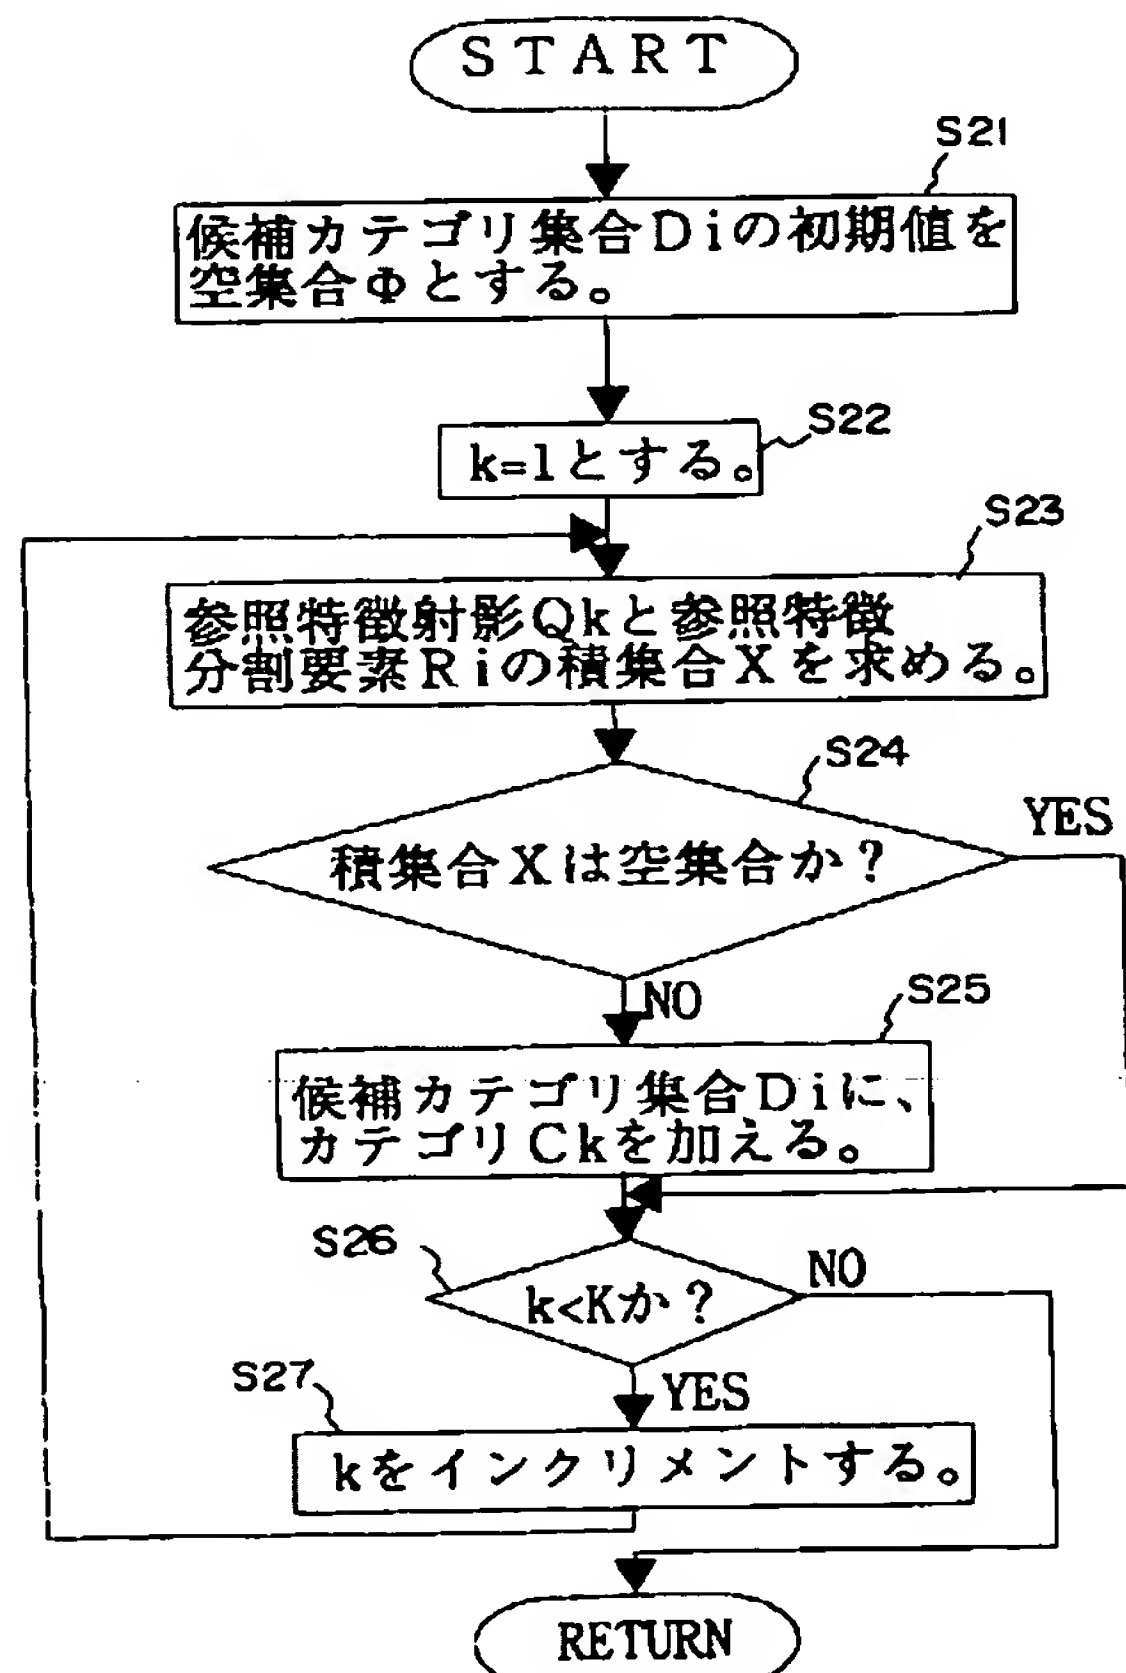 START
S21
候補カテゴリ集合Diの初期値を
空集合Φとする。
S22
k=1とする。
S23
参照特徴射影Qkと参照特徴
分割要素Riの積集合Xを求める。
S24
YES
積集合Xは空集合か?
NO
S25
候補カテゴリ集合Diに、
カテゴリCkを加える。
S26
NO
k<Kか?
S27
YES
kをインクリメントする。
RETURN